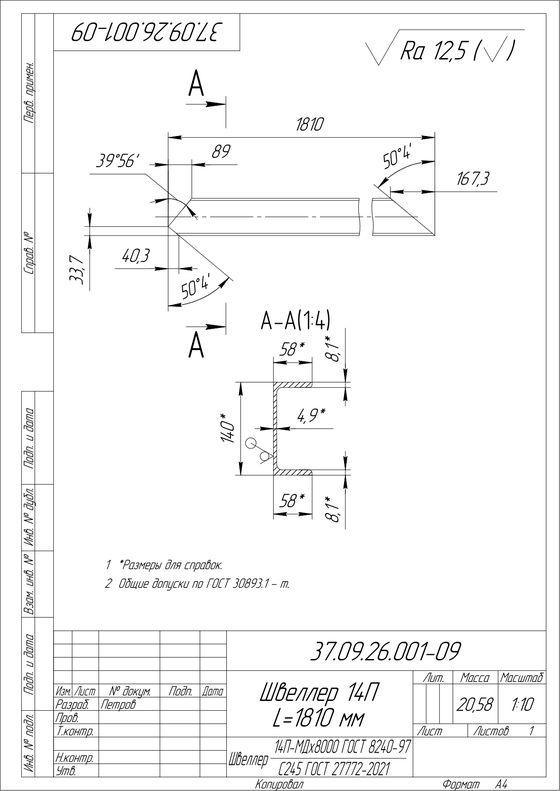 37.09.26.001-09
Ra 12,5 (√)
Перв. примен.
Справ. №
Подп. и дата
Инв. № дубл.
Взам. инв. №
Подп. и дата
Инв. № подл.
А
1810
39°56'
89
50°4'
167,3
33,7
40,3
50°4'
А
А-А(1:4)
58*
8,1*
140*
4,9*
58*
8,1*
1 *Размеры для справок.
2 Общие допуски по ГОСТ 30893.1 - m.
37.09.26.001-09
Изм. Лист № докум. Подп. Дата
Разраб. Петров
Пров.
Т.контр.
Н.контр.
Утв.
Швеллер 14П
L=1810 мм
Лит. Масса Масштаб
20,58 1:10
Лист Листов 1
Швеллер 14П-МДх8000 ГОСТ 8240-97
С245 ГОСТ 27772-2021
Копировал Формат А4